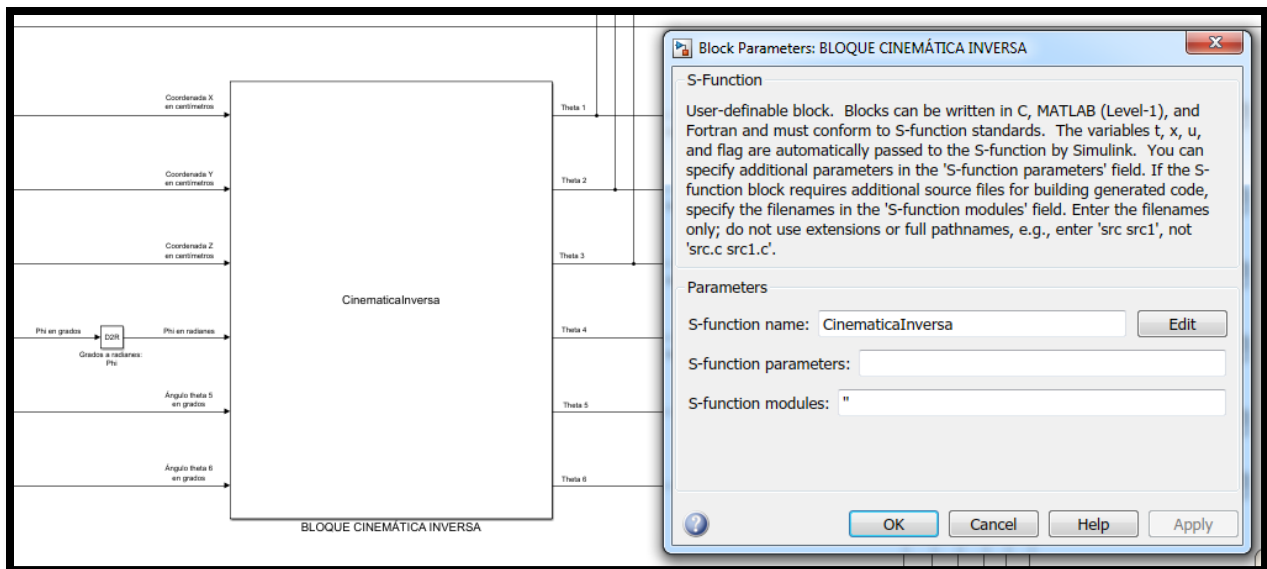 Coordenada X
en centímetros
Theta 1
Coordenada Y
en centímetros
Theta 2
Coordenada Z
en centímetros
Theta 3
CinematicaInversa
Phi en grados
D2R
Phi en radianes
Grados a radianes:
Phi
Theta 4
Ángulo theta 5
en grados
Theta 5
Ángulo theta 6
en grados
Theta 6
BLOQUE CINEMÁTICA INVERSA
Block Parameters: BLOQUE CINEMÁTICA INVERSA
S-Function
User-definable block.  Blocks can be written in C, MATLAB (Level-1), and
Fortran and must conform to S-function standards.  The variables t, x, u,
and flag are automatically passed to the S-function by Simulink.  You can
specify additional parameters in the 'S-function parameters' field. If the S-
function block requires additional source files for building generated code,
specify the filenames in the 'S-function modules' field. Enter the filenames
only; do not use extensions or full pathnames, e.g., enter 'src src1', not
'src.c src1.c'.
Parameters
S-function name: CinematicaInversa Edit
S-function parameters:
S-function modules: ''
OK Cancel Help Apply